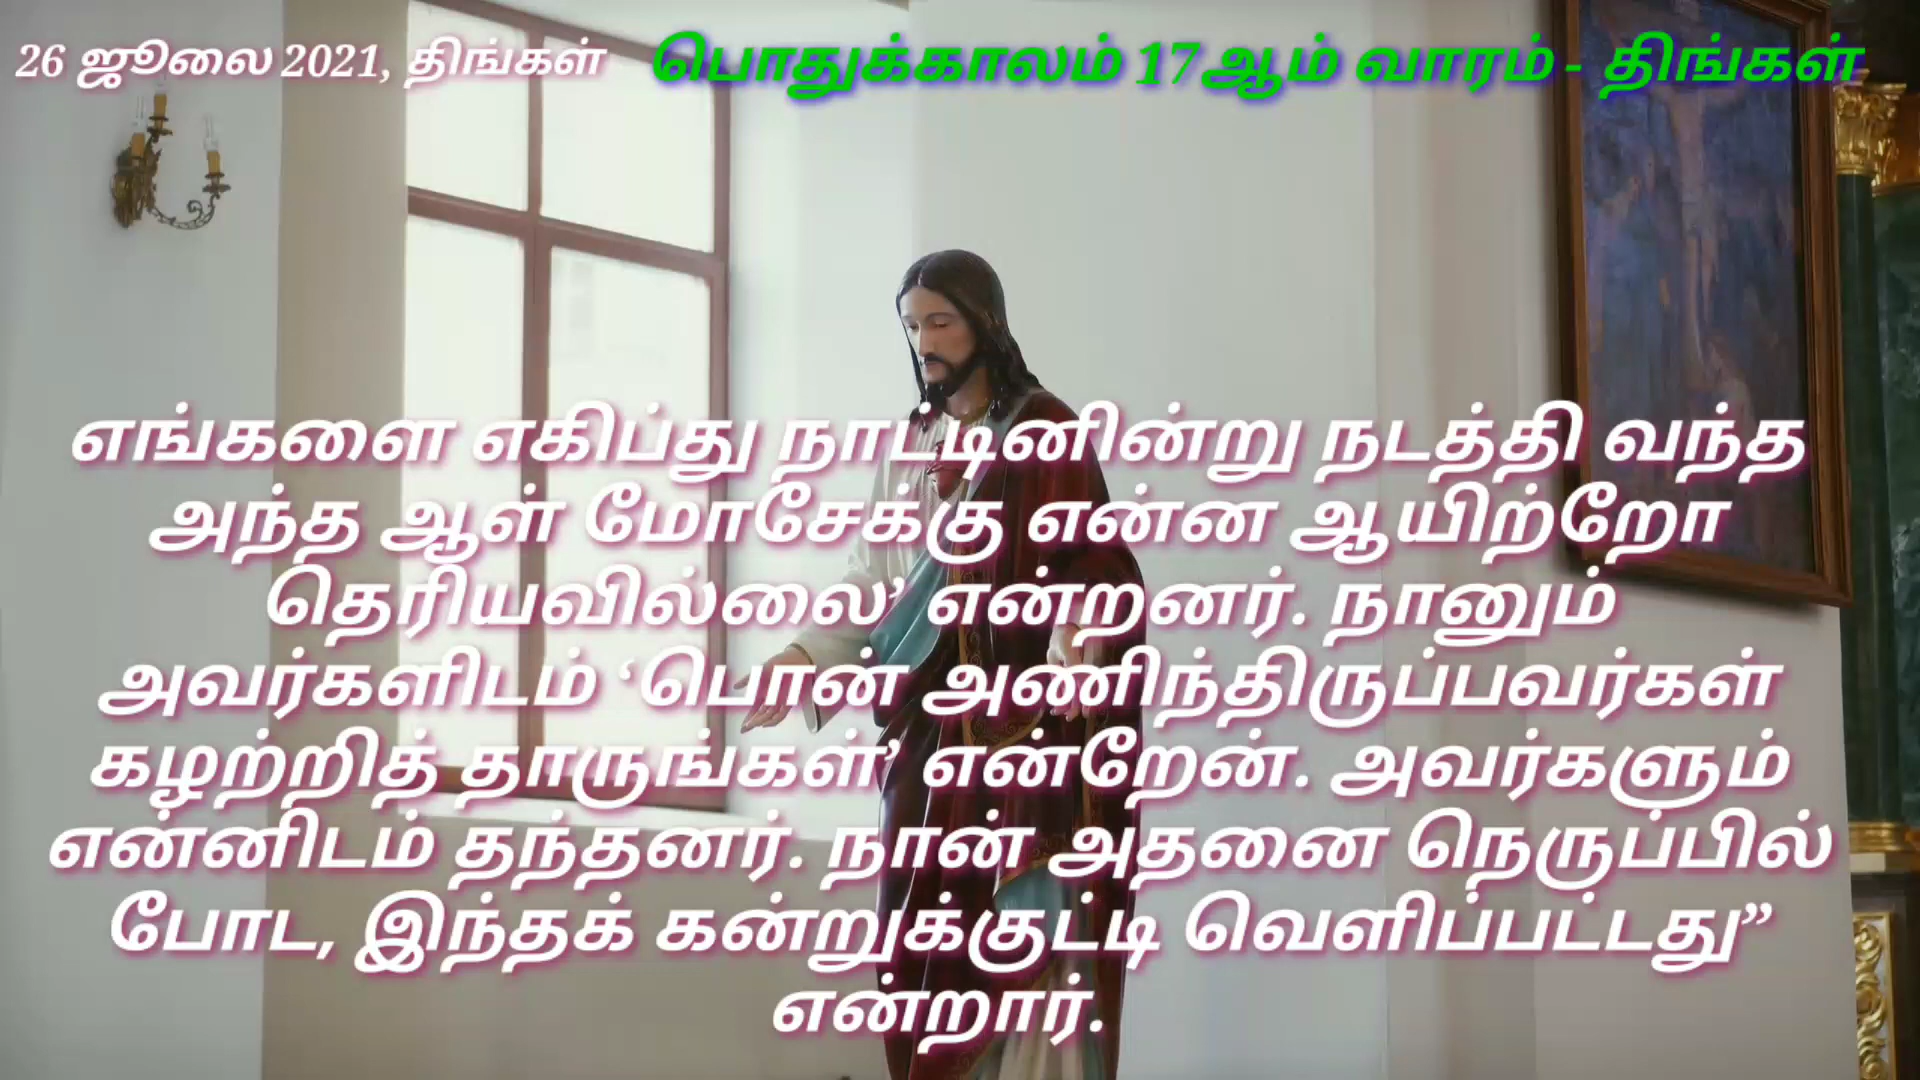 26 ஜூலை 2021, திங்கள்
பொதுக்காலம் 17ஆம் வாரம் - திங்கள்
எங்களை எகிப்து நாட்டினின்று நடத்தி வந்த
அந்த ஆள் மோசேக்கு என்ன ஆயிற்றோ
தெரியவில்லை’ என்றனர். நானும்
அவர்களிடம் ‘பொன் அணிந்திருப்பவர்கள்
கழற்றித் தாருங்கள்’ என்றேன். அவர்களும்
என்னிடம் தந்தனர். நான் அதனை நெருப்பில்
போட, இந்தக் கன்றுக்குட்டி வெளிப்பட்டது”
என்றார்.